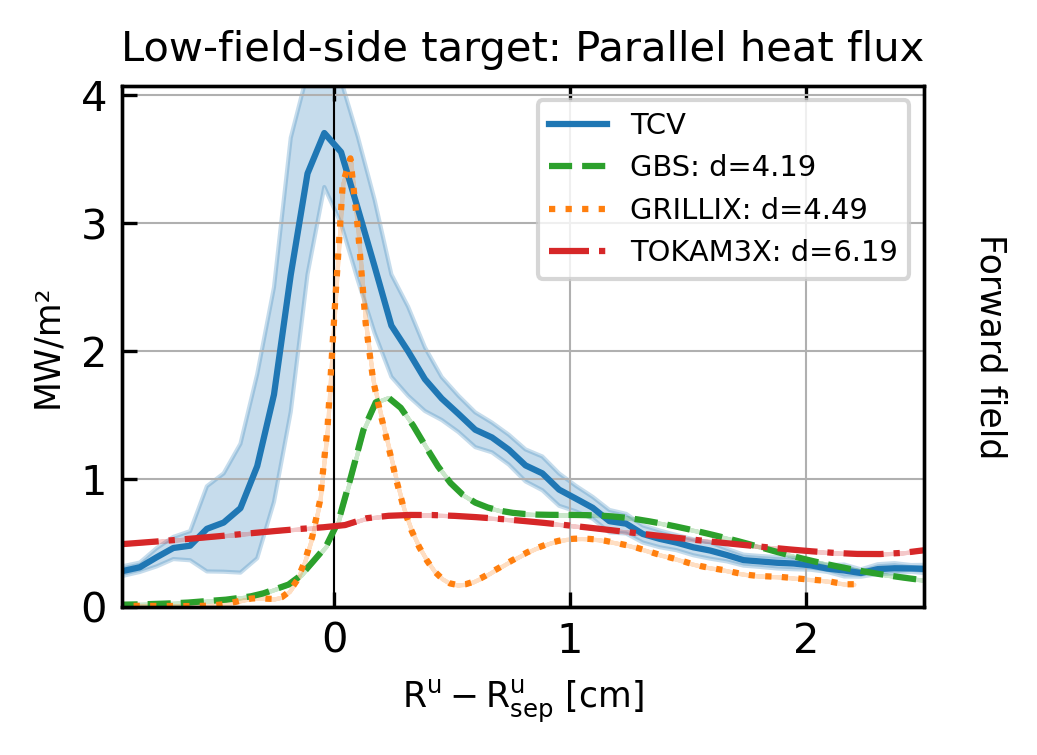 Low-field-side target: Parallel heat flux
4
3
2
1
0
MW/m²
TCV
GBS: d=4.19
GRILLIX: d=4.49
TOKAM3X: d=6.19
Forward field
0 1 2
Rᵘ − Rᵘsep [cm]